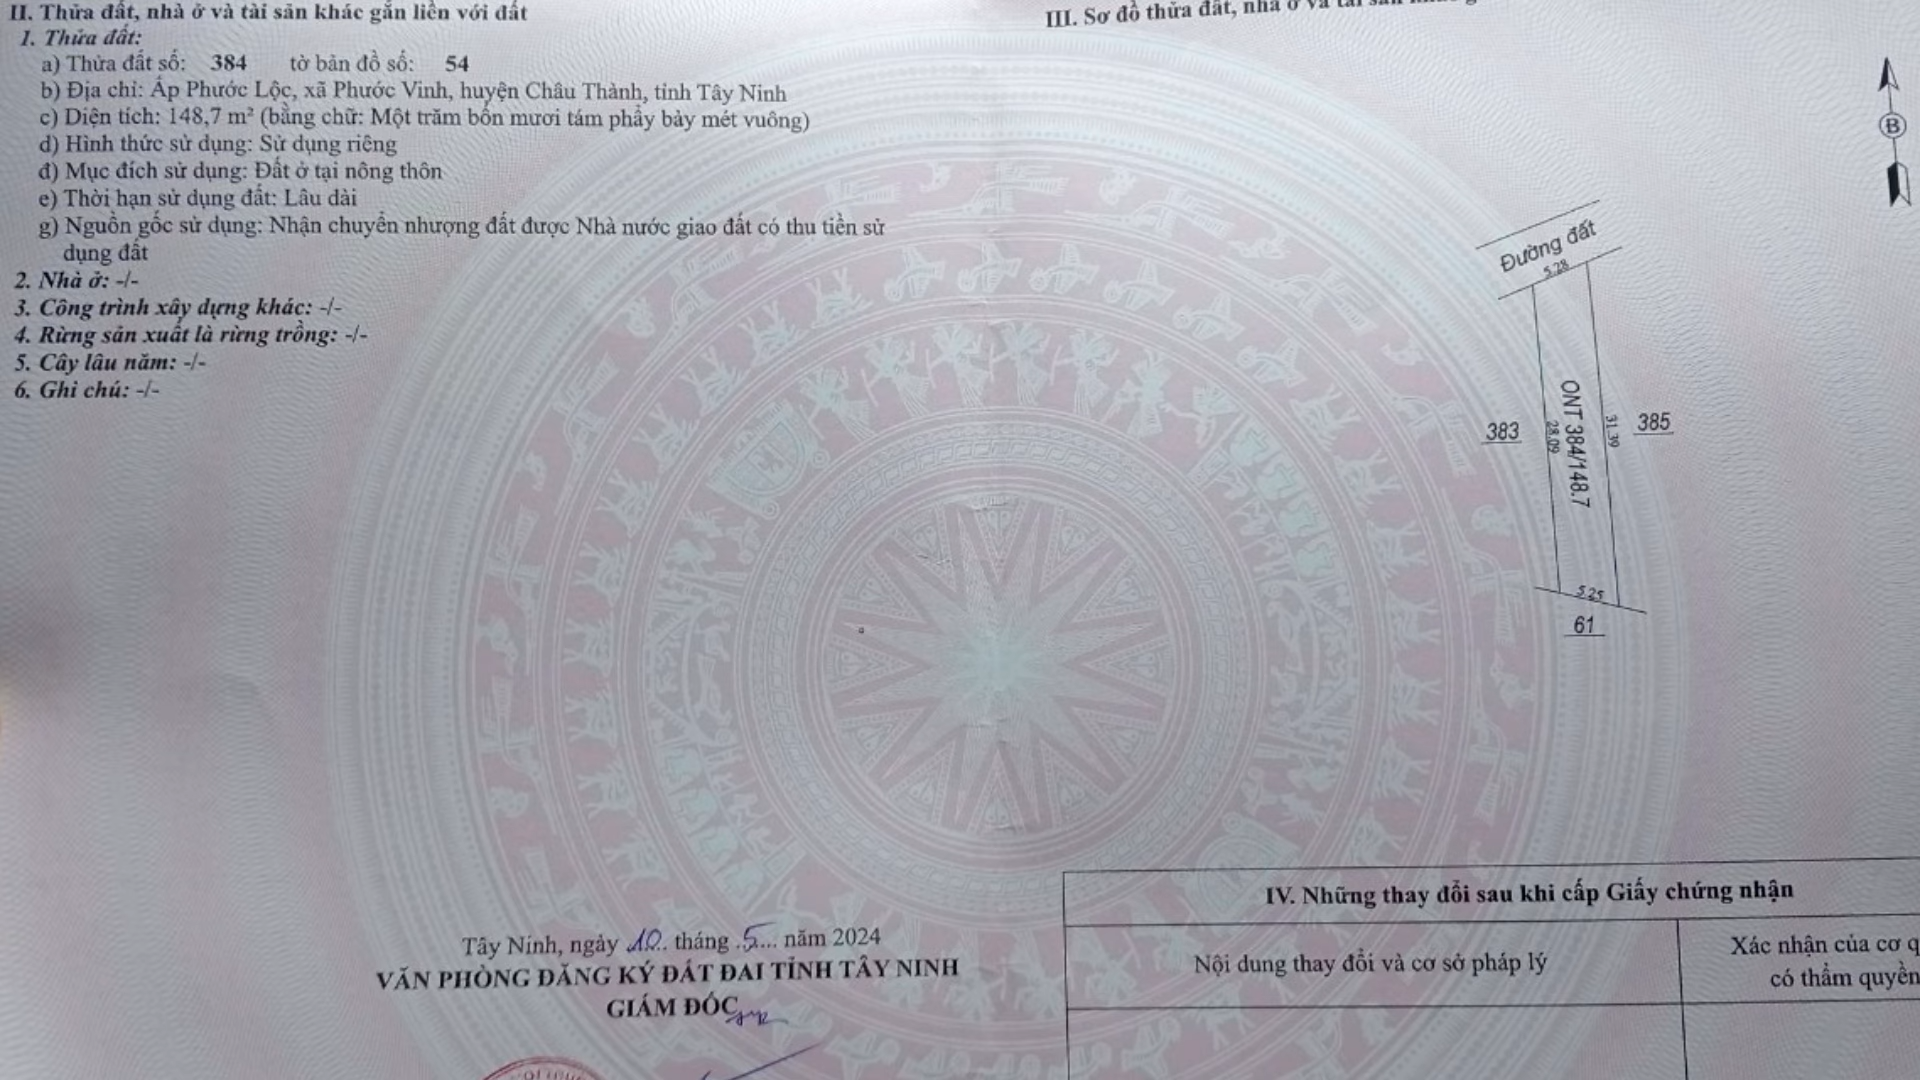 II. Thửa đất, nhà ở và tài sản khác gắn liền với đất
1. Thửa đất:
a) Thửa đất số: 384 tờ bản đồ số: 54
b) Địa chỉ: Ấp Phước Lộc, xã Phước Vinh, huyện Châu Thành, tỉnh Tây Ninh
c) Diện tích: 148,7 m² (bằng chữ: Một trăm bốn mươi tám phẩy bảy mét vuông)
d) Hình thức sử dụng: Sử dụng riêng
đ) Mục đích sử dụng: Đất ở tại nông thôn
e) Thời hạn sử dụng đất: Lâu dài
g) Nguồn gốc sử dụng: Nhận chuyển nhượng đất được Nhà nước giao đất có thu tiền sử
dụng đất
2. Nhà ở: -/-
3. Công trình xây dựng khác: -/-
4. Rừng sản xuất là rừng trồng: -/-
5. Cây lâu năm: -/-
6. Ghi chú: -/-
Tây Ninh, ngày 10 tháng 5 năm 2024
VĂN PHÒNG ĐĂNG KÝ ĐẤT ĐAI TỈNH TÂY NINH
GIÁM ĐỐC
III. Sơ đồ thửa đất, nhà ở và tài sản
B
Đường đất
5.28
383
28.09
ONT 384/148.7
31.39
385
5.25
61
IV. Những thay đổi sau khi cấp Giấy chứng nhận
Nội dung thay đổi và cơ sở pháp lý
Xác nhận của cơ q
có thẩm quyền